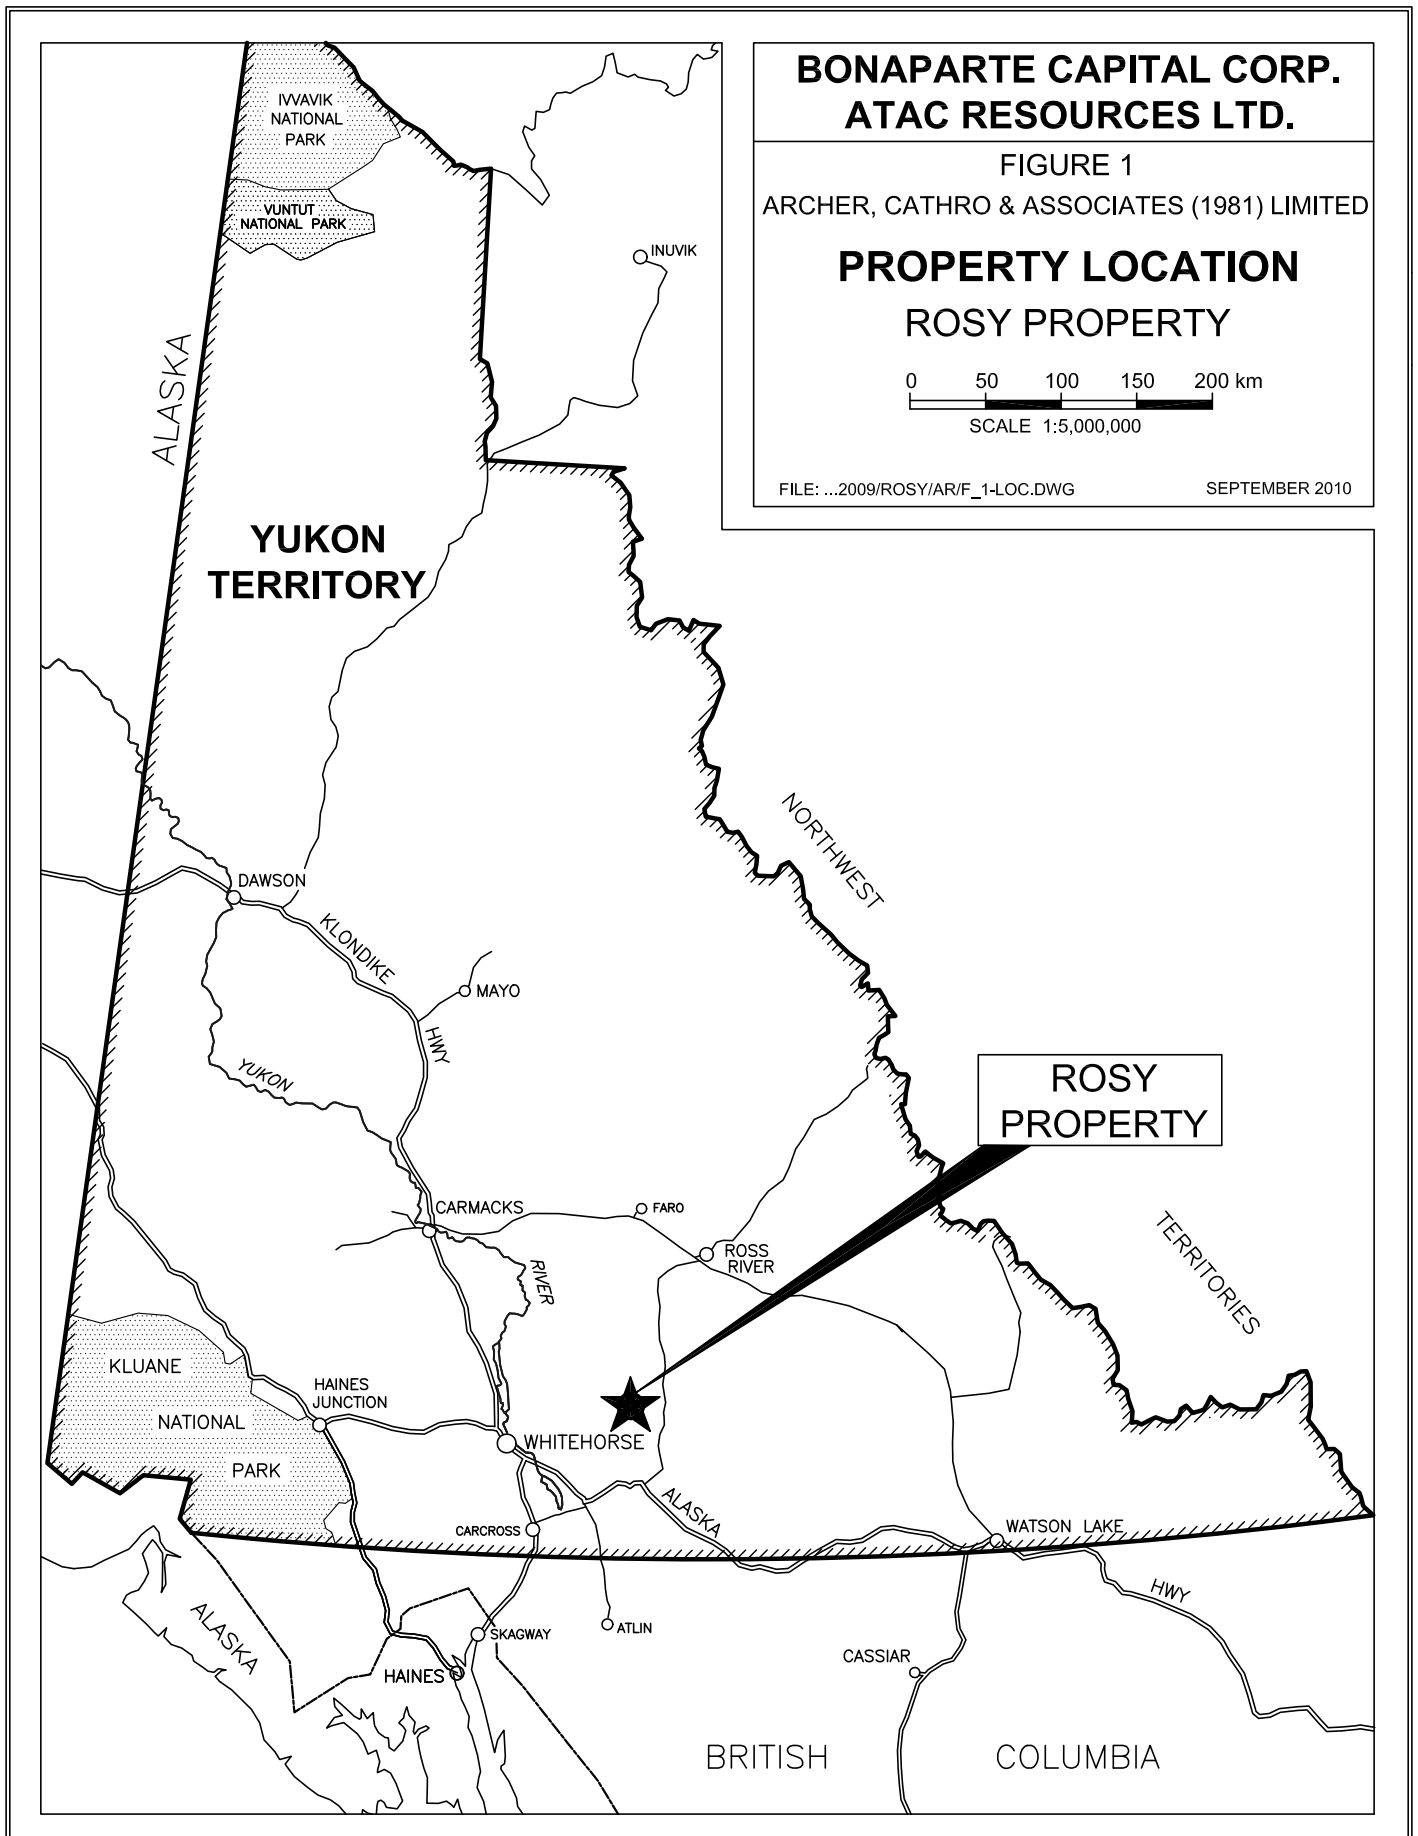 BONAPARTE CAPITAL CORP.
ATAC RESOURCES LTD.
FIGURE 1
ARCHER, CATHRO & ASSOCIATES (1981) LIMITED
PROPERTY LOCATION
ROSY PROPERTY
0 50 100 150 200 km
SCALE 1:5,000,000
FILE: ...2009/ROSY/AR/F_1-LOC.DWG
SEPTEMBER 2010
IVVAVIK
NATIONAL
PARK
VUNTUT
NATIONAL PARK
INUVIK
ALASKA
YUKON
TERRITORY
NORTHWEST
DAWSON
KLONDIKE
HWY
MAYO
YUKON
ROSY
PROPERTY
CARMACKS
FARO
ROSS
RIVER
RIVER
TERRITORIES
KLUANE
NATIONAL
PARK
HAINES
JUNCTION
WHITEHORSE
ALASKA
CARCROSS
WATSON LAKE
HWY
ALASKA
SKAGWAY
ATLIN
HAINES
CASSIAR
BRITISH COLUMBIA